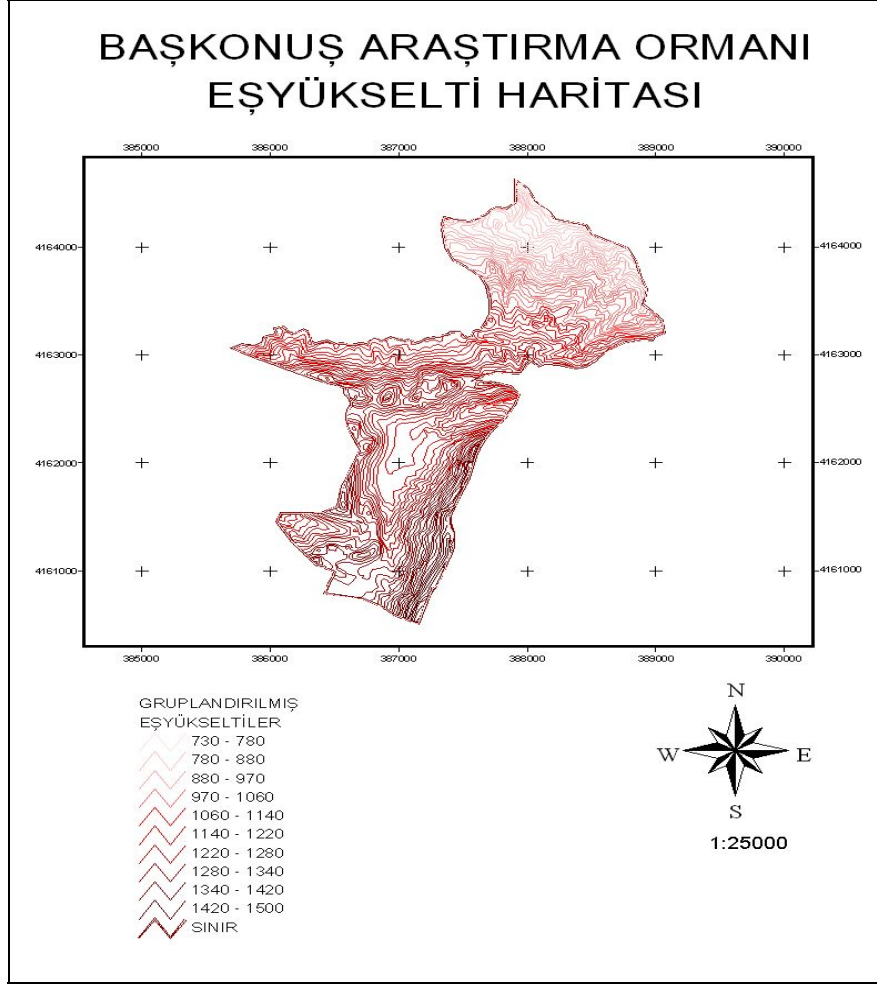 BAŞKONUŞ ARAŞTIRMA ORMANI
EŞYÜKSELTİ HARİTASI
385000 386000 387000 388000 389000 390000
4164000 4164000
4163000 4163000
4162000 4162000
4161000 4161000
385000 386000 387000 388000 389000 390000
GRUPLANDIRILMIŞ
EŞYÜKSELTİLER
730 - 780
780 - 880
880 - 970
970 - 1060
1060 - 1140
1140 - 1220
1220 - 1280
1280 - 1340
1340 - 1420
1420 - 1500
SINIR
N
W E
S
1:25000